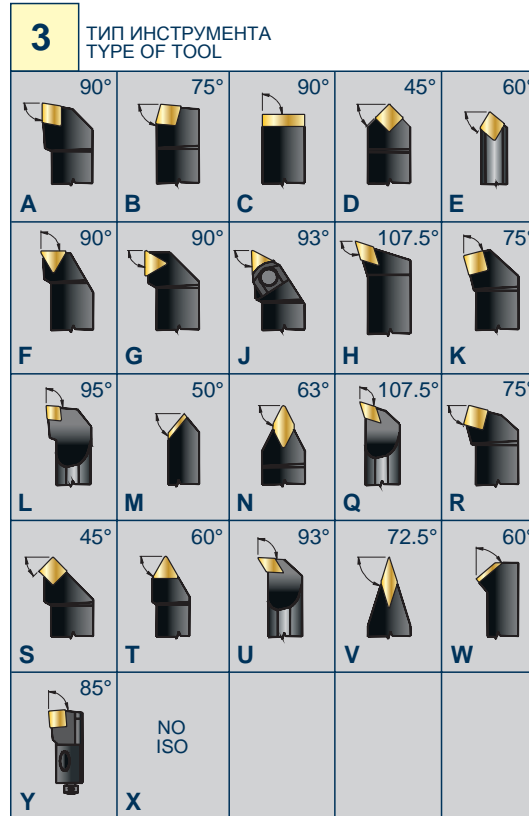 3
ТИП ИНСТРУМЕНТА
TYPE OF TOOL
90° 75° 90° 45° 60°
A B C D E
90° 90° 93° 107.5° 75°
F G J H K
95° 50° 63° 107.5° 75°
L M N Q R
45° 60° 93° 72.5° 60°
S T U V W
85°
NO
ISO
Y X